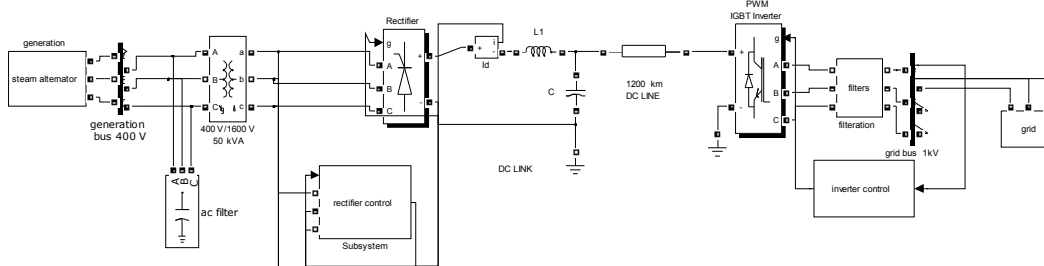 generation
steam alternator
generation
bus 400 V
A
B
C
a
b
c
400 V/1600 V
50 kVA
A
B
C
ac filter
Rectifier
g
A
B
C
+
-
rectifier control
Subsystem
+
i
-
Id
L1
C
DC LINK
1200 km
DC LINE
PWM
IGBT Inverter
g
+
-
A
B
C
filters
filteration
grid bus 1kV
grid
inverter control